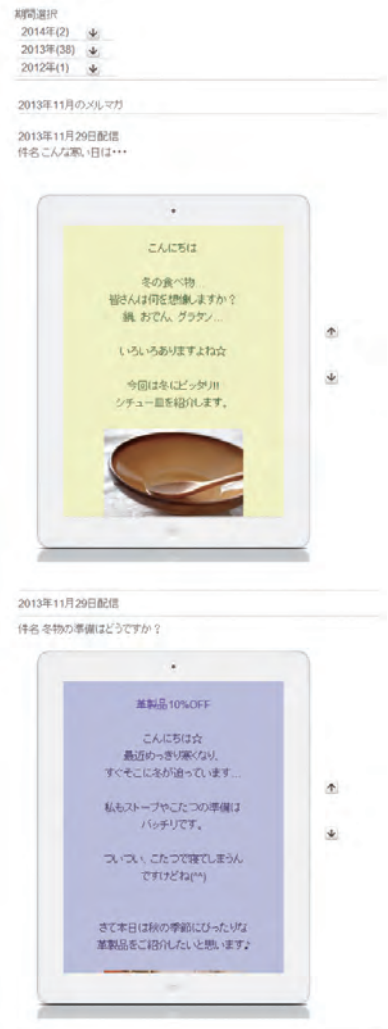 期間選択
2014年(2)
2013年(38)
2012年(1)
2013年11月のメルマガ
2013年11月29日配信
件名 こんな寒い日は・・・
こんにちは
冬の食べ物...
皆さんは何を想像しますか？
鍋、おでん、グラタン...
いろいろありますよね☆
今回は冬にピッタリ!!
シチュー皿を紹介します。
2013年11月29日配信
件名 冬物の準備はどうですか？
革製品10%OFF
こんにちは☆
最近めっきり寒くなり、
すぐそこに冬が迫っています...
私もストーブやこたつの準備は
バッチリです。
ついつい、こたつで寝てしまうん
ですけどね(^^)
さて本日は秋の季節にぴったりな
革製品をご紹介したいと思います♪